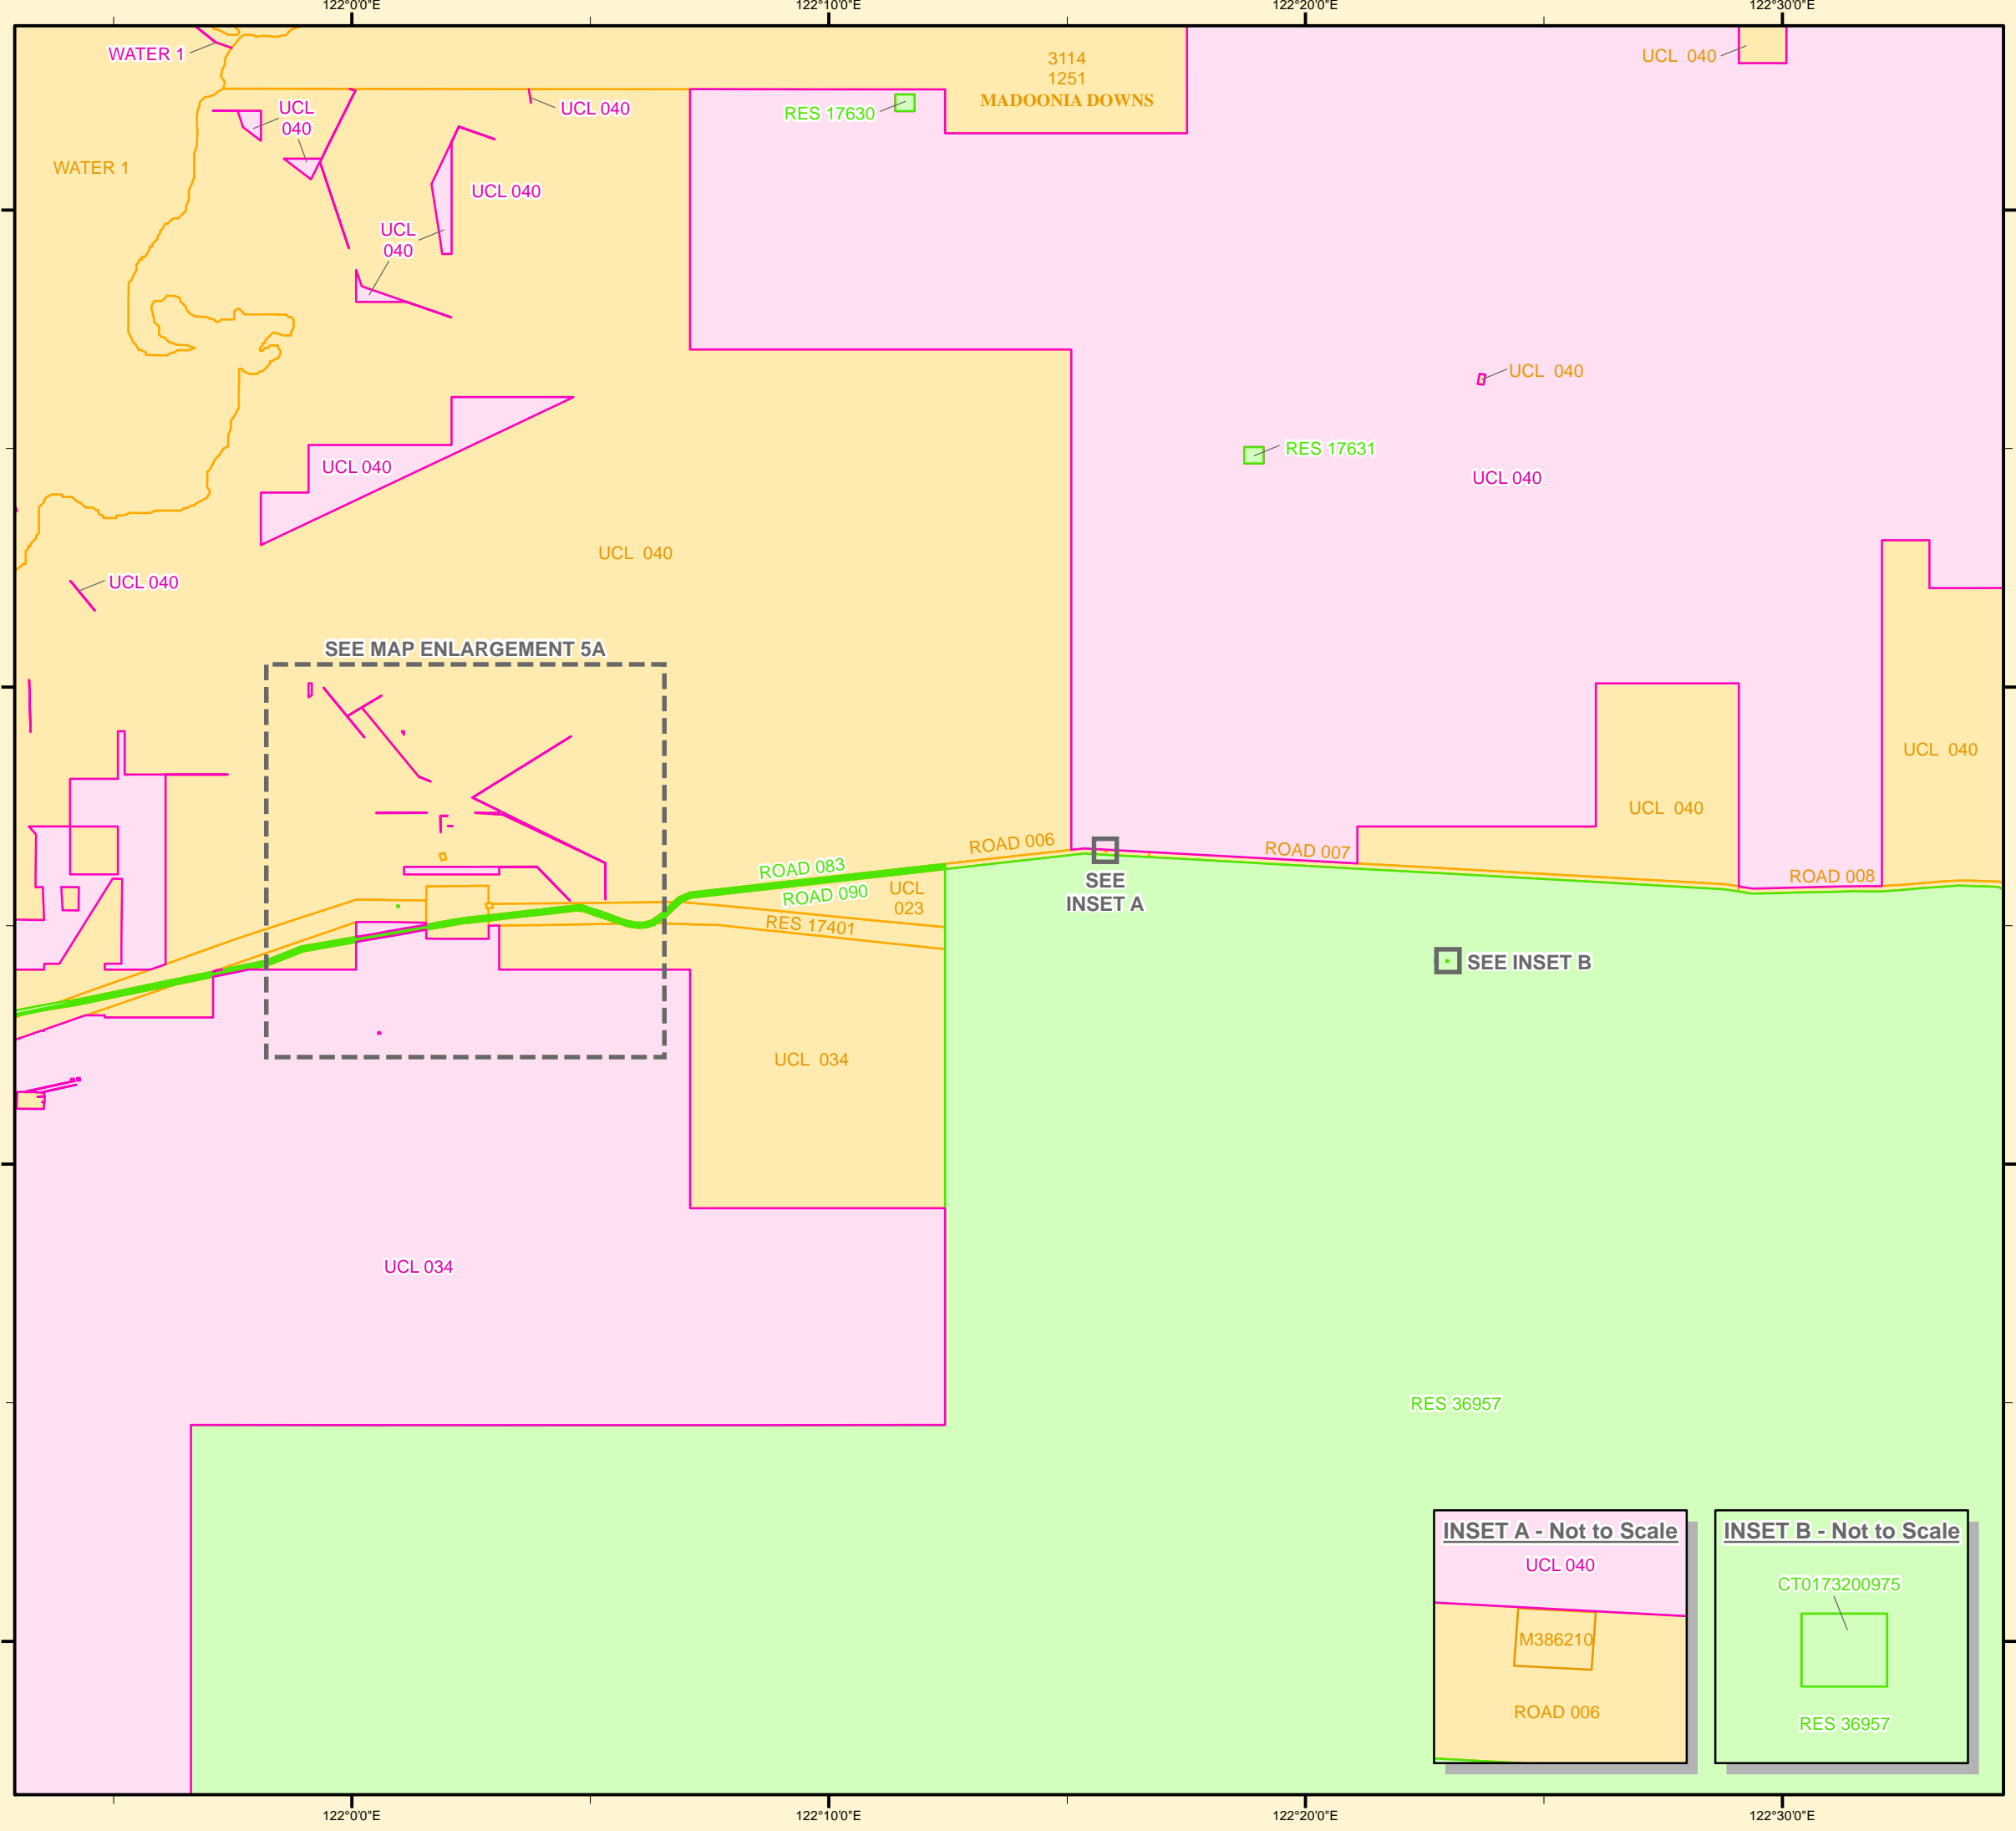 122°0'0"E
122°10'0"E
122°20'0"E
122°30'0"E
WATER 1
3114
1251
MADOONIA DOWNS
UCL 040
UCL
040
UCL 040
RES 17630
WATER 1
UCL 040
UCL
040
UCL 040
RES 17631
UCL 040
UCL 040
UCL 040
UCL 040
SEE MAP ENLARGEMENT 5A
UCL 040
UCL 040
ROAD 006
ROAD 007
ROAD 083
ROAD 090
ROAD 008
UCL
023
RES 17401
SEE
INSET A
SEE INSET B
UCL 034
UCL 034
RES 36957
INSET A - Not to Scale
UCL 040
M386210
ROAD 006
INSET B - Not to Scale
CT0173200975
RES 36957
122°0'0"E
122°10'0"E
122°20'0"E
122°30'0"E